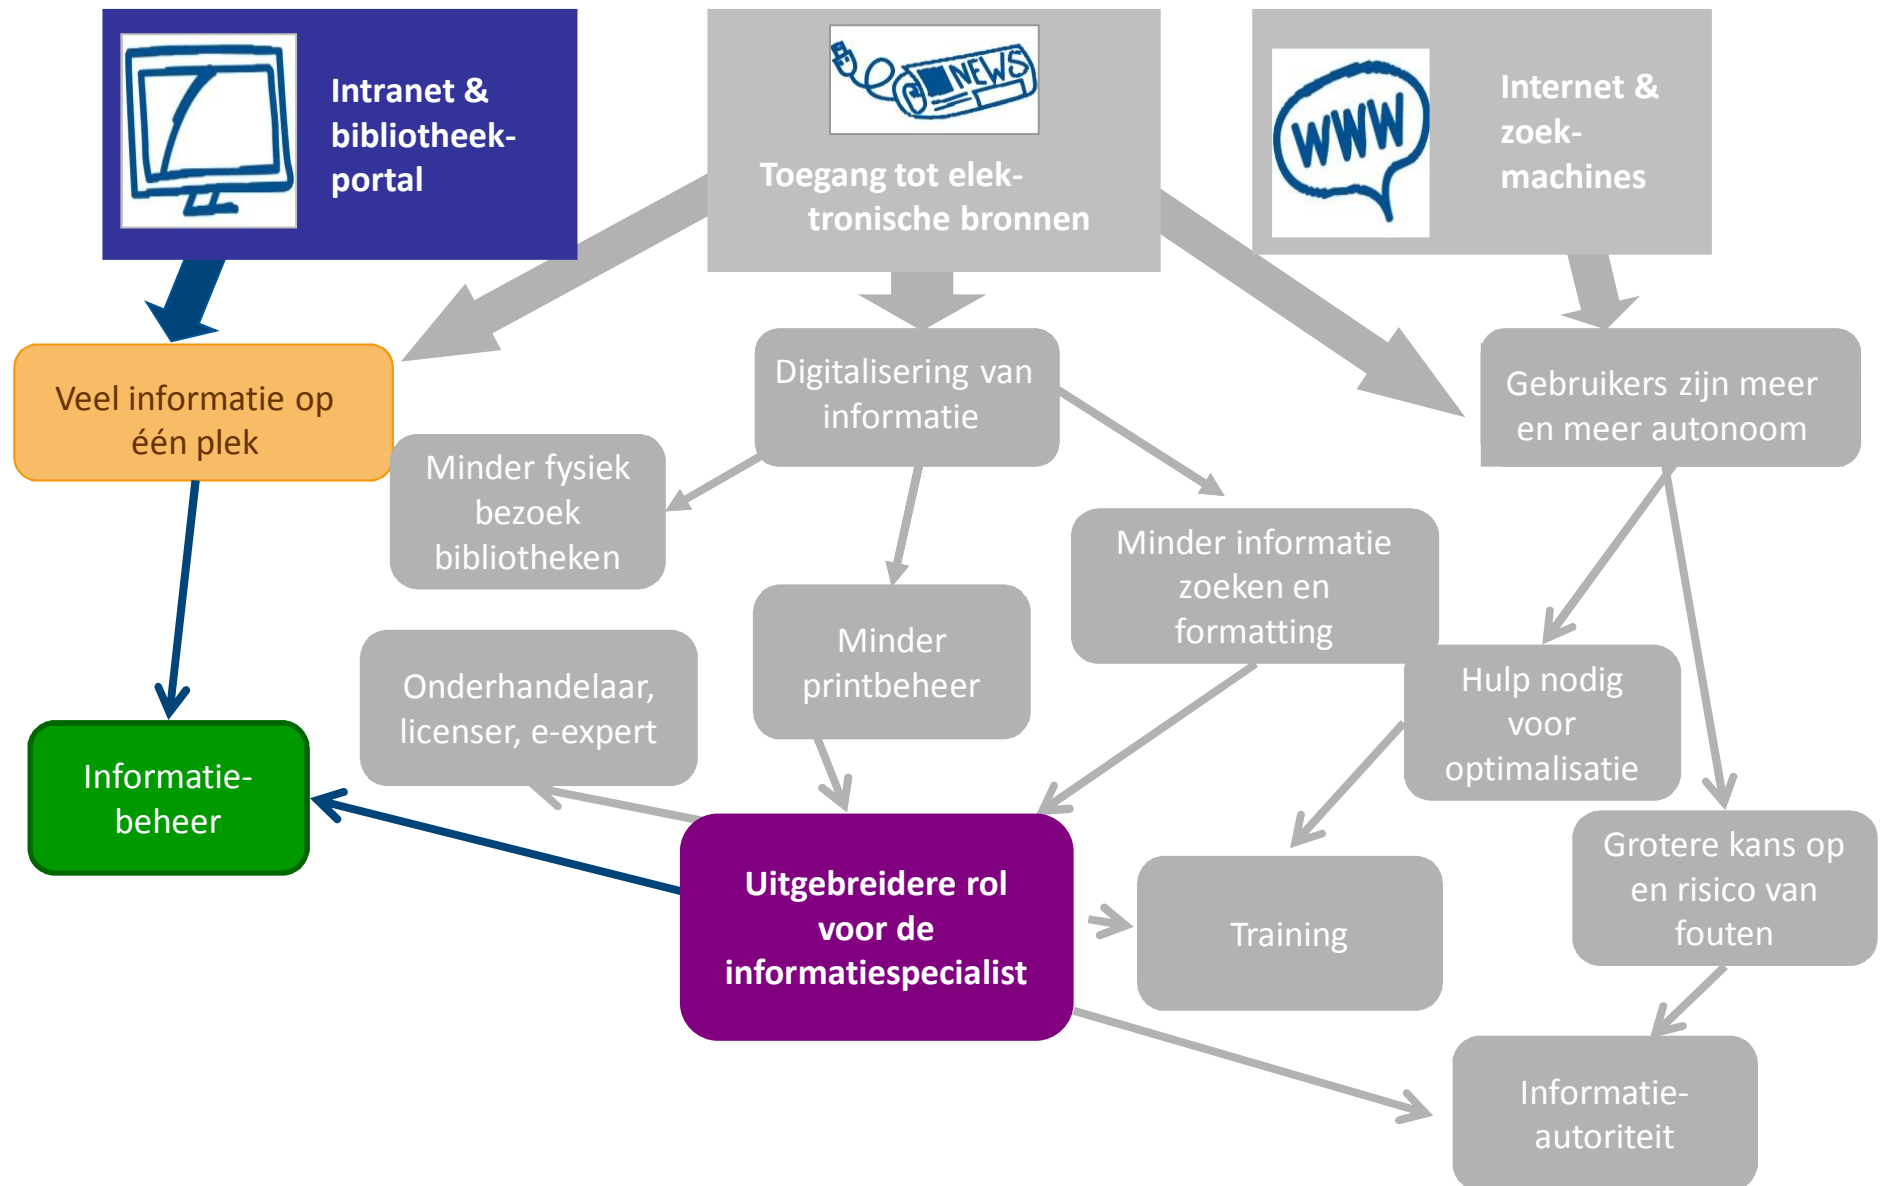 Intranet &
bibliotheek-
portal
NEWS
Toegang tot elek-
tronische bronnen
WWW
Internet &
zoek-
machines
Veel informatie op
één plek
Digitalisering van
informatie
Gebruikers zijn meer
en meer autonoom
Minder fysiek
bezoek
bibliotheken
Minder informatie
zoeken en
formatting
Minder
printbeheer
Onderhandelaar,
licenser, e-expert
Hulp nodig
voor
optimalisatie
Informatie-
beheer
Uitgebreidere rol
voor de
informatiespecialist
Training
Grotere kans op
en risico van
fouten
Informatie-
autoriteit